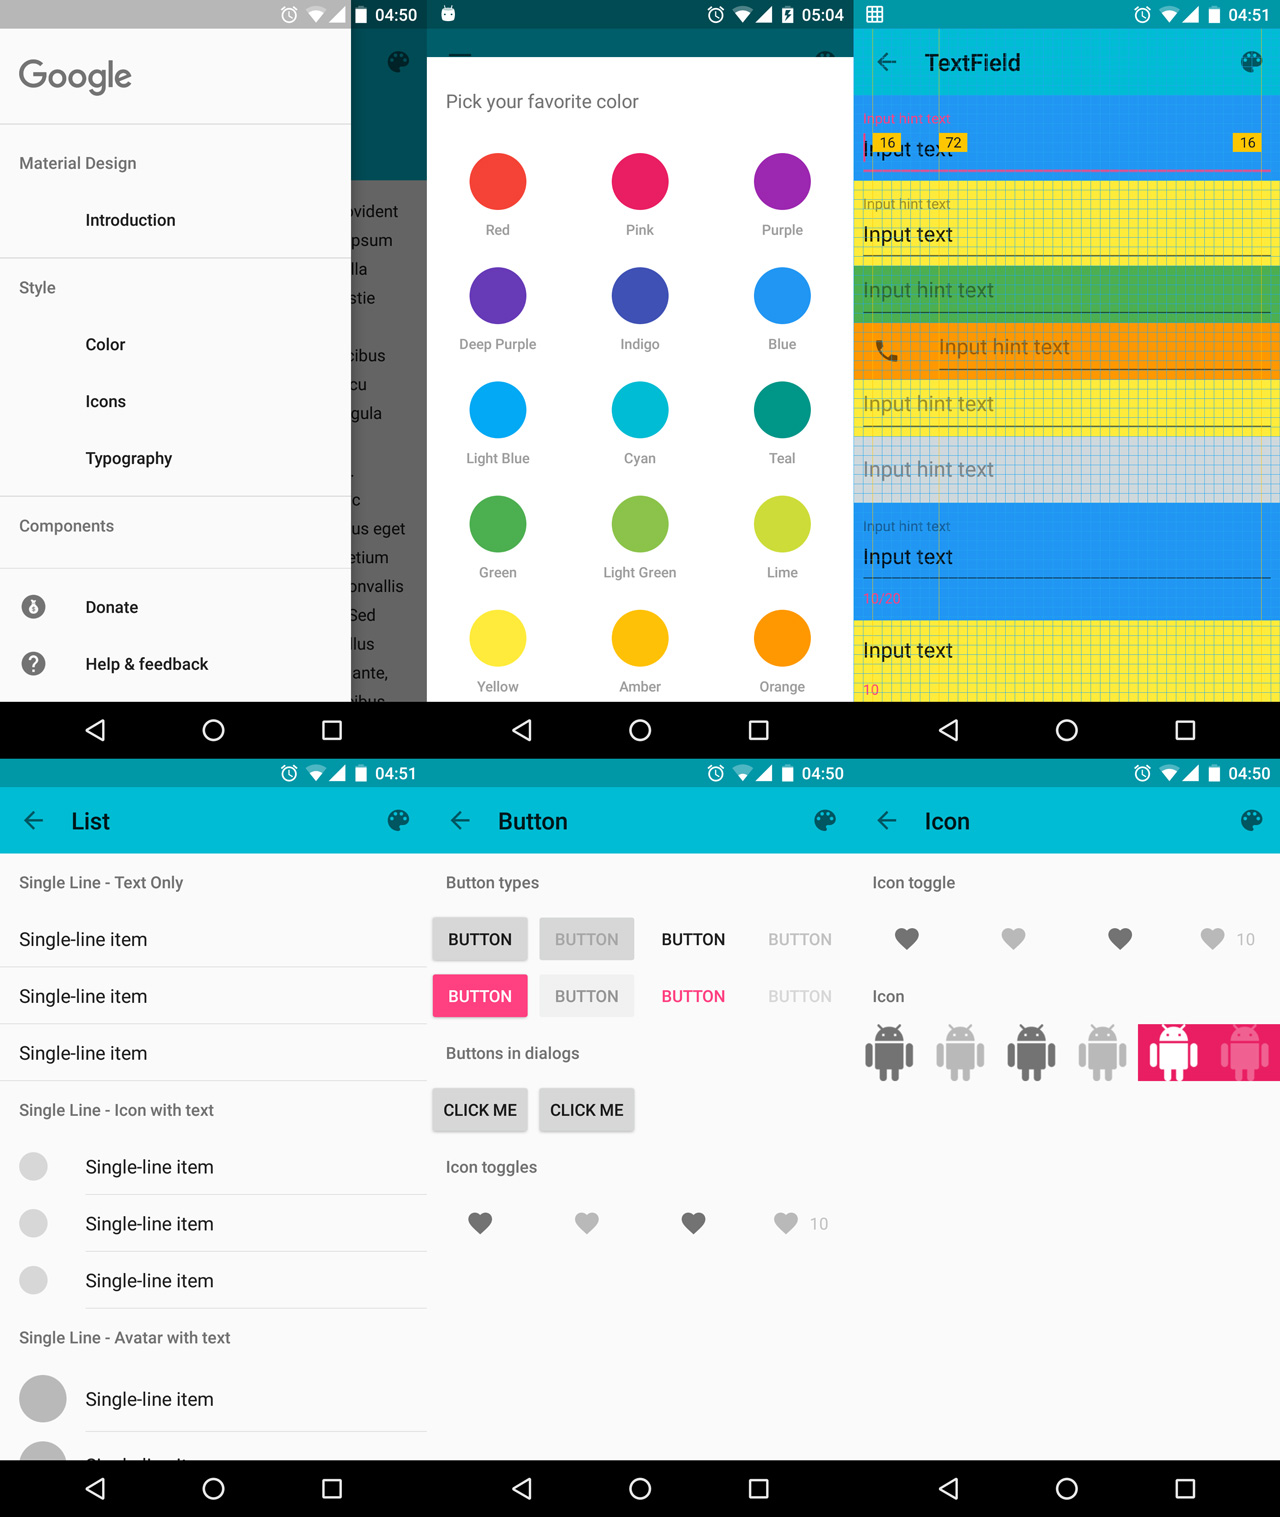 04:50
Google
Material Design
Introduction
Style
Color
Icons
Typography
Components
Donate
Help & feedback
ovident
psum
lla
stie
cibus
cu
gula
.
c
us eget
etium
onvallis
Sed
llus
ante,
05:04
Pick your favorite color
Red
Pink
Purple
Deep Purple
Indigo
Blue
Light Blue
Cyan
Teal
Green
Light Green
Lime
Yellow
Amber
Orange
04:51
TextField
Input hint text
16
72
16
Input text
Input hint text
Input text
Input hint text
Input hint text
Input hint text
Input hint text
Input hint text
Input text
10/20
Input text
10
04:51
List
Single Line - Text Only
Single-line item
Single-line item
Single-line item
Single Line - Icon with text
Single-line item
Single-line item
Single-line item
Single Line - Avatar with text
Single-line item
04:50
Button
Button types
BUTTON
BUTTON
BUTTON
BUTTON
BUTTON
BUTTON
BUTTON
BUTTON
Buttons in dialogs
CLICK ME
CLICK ME
Icon toggles
10
04:50
Icon
Icon toggle
10
Icon